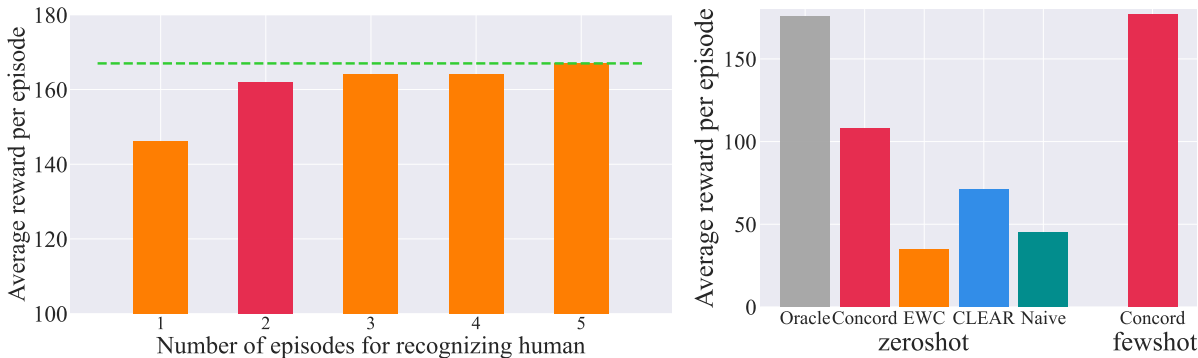 180
160
140
120
100
Average reward per episode
1 2 3 4 5
Number of episodes for recognizing human
150
100
50
0
Average reward per episode
Oracle Concord EWC CLEAR Naive Concord
zeroshot fewshot